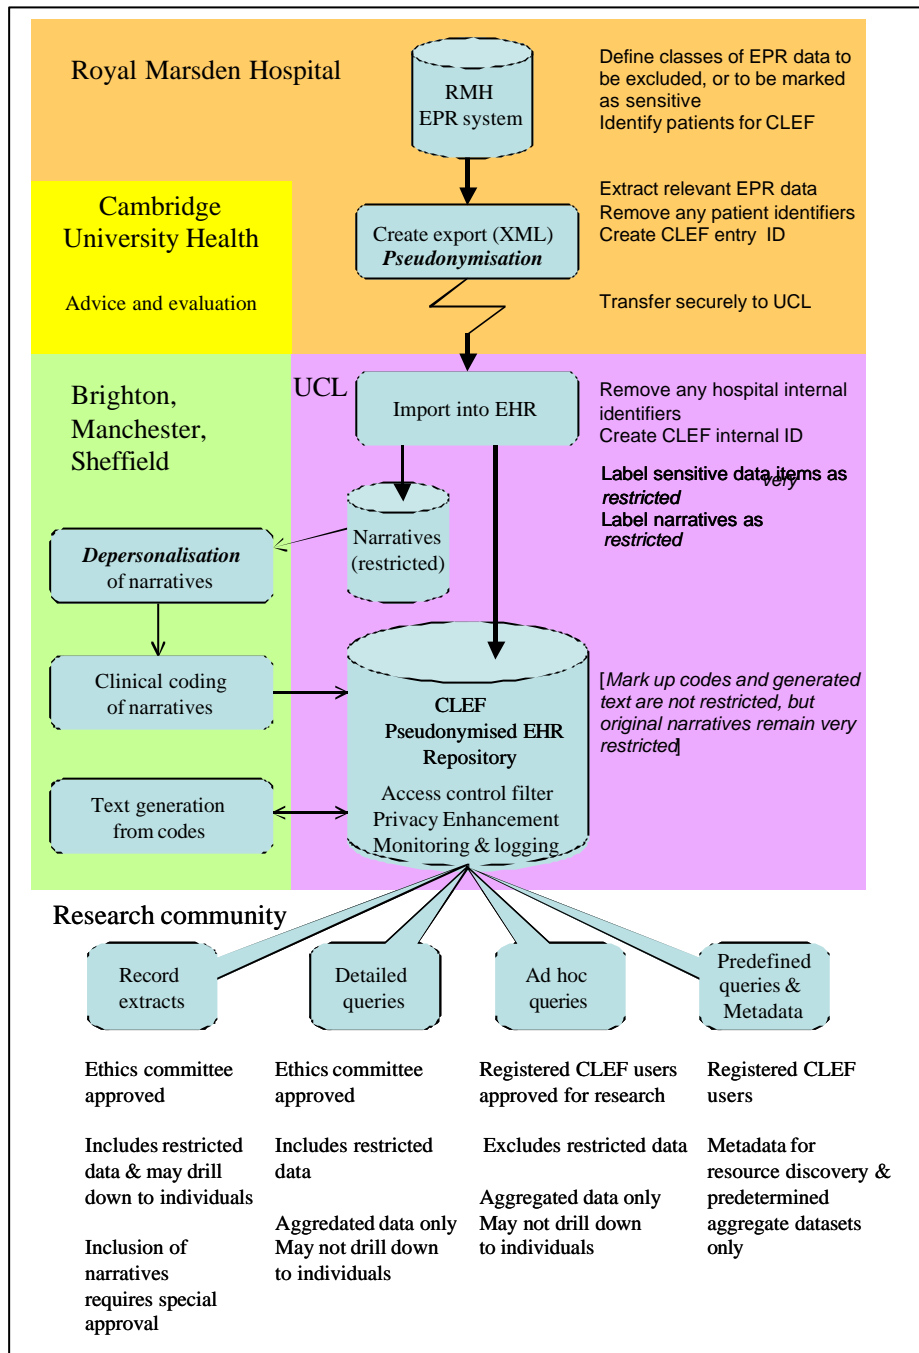 Royal Marsden Hospital
RMH
EPR system
Define classes of EPR data to
be excluded, or to be marked
as sensitive
Identify patients for CLEF
Cambridge
University Health
Advice and evaluation
Create export (XML)
Pseudonymisation
Extract relevant EPR data
Remove any patient identifiers
Create CLEF entry ID
Transfer securely to UCL
Brighton,
Manchester,
Sheffield
UCL
Import into EHR
Remove any hospital internal
identifiers
Create CLEF internal ID
Label sensitive data items as
very
restricted
Label narratives as
restricted
Narratives
(restricted)
Depersonalisation
of narratives
Clinical coding
of narratives
Text generation
from codes
CLEF
Pseudonymised EHR
Repository
Access control filter
Privacy Enhancement
Monitoring & logging
[Mark up codes and generated
text are not restricted, but
original narratives remain very
restricted]
Research community
Record
extracts
Detailed
queries
Ad hoc
queries
Predefined
queries &
Metadata
Ethics committee
approved
Includes restricted
data & may drill
down to individuals
Inclusion of
narratives
requires special
approval
Ethics committee
approved
Includes restricted
data
Aggredated data only
May not drill down
to individuals
Registered CLEF users
approved for research
Excludes restricted data
Aggregated data only
May not drill down
to individuals
Registered CLEF
users
Metadata for
resource discovery &
predetermined
aggregate datasets
only